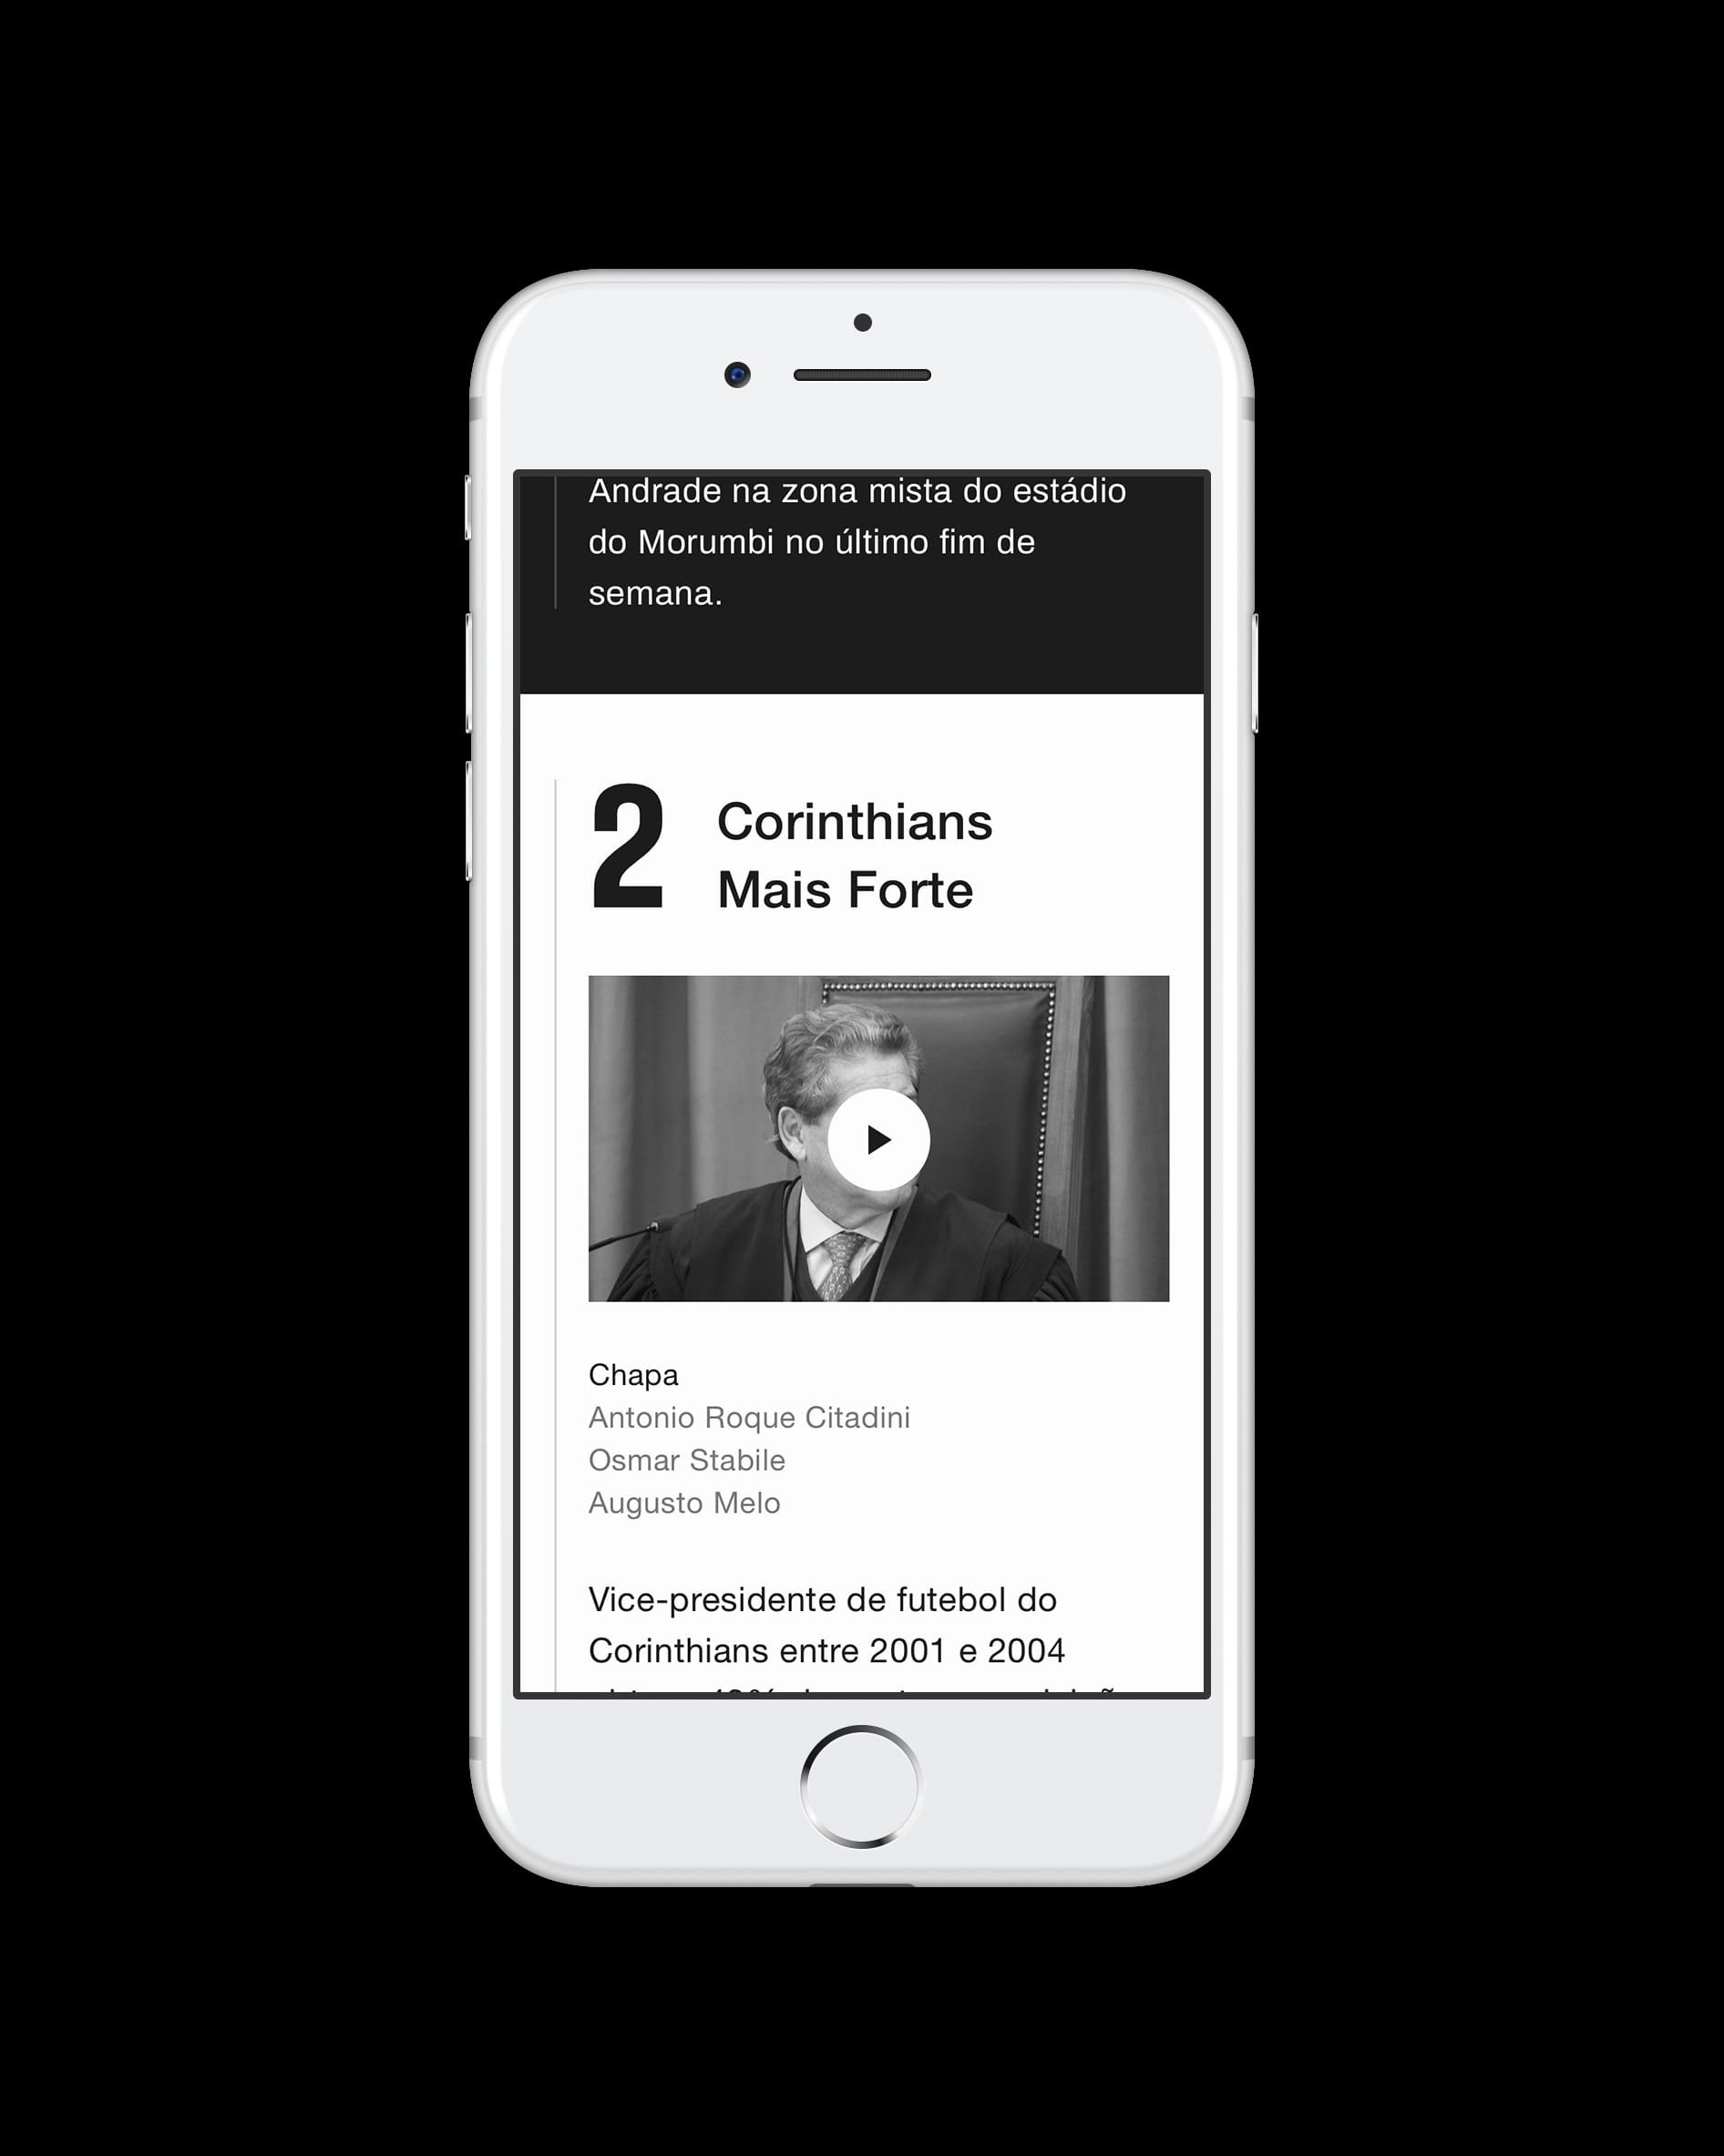 Andrade na zona mista do estádio
do Morumbi no último fim de
semana.
2
Corinthians
Mais Forte
Chapa
Antonio Roque Citadini
Osmar Stabile
Augusto Melo
Vice-presidente de futebol do
Corinthians entre 2001 e 2004